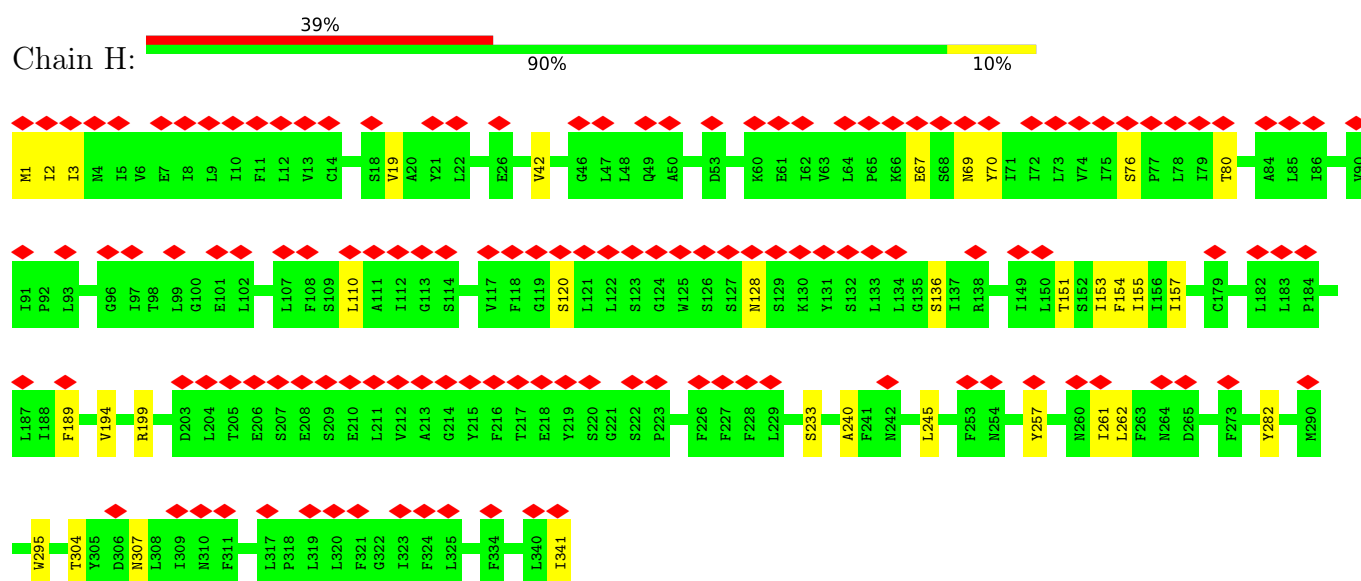 39%
Chain H:
90% 10%
M1 I2 I3 N4 I5 V6 E7 I8 L9 I10 F11 L12 V13 C14 S18 V19 A20 Y21 L22 E26 V42 G46 L47 L48 Q49 A50 D53 K60 E61 I62 V63 L64 P65 K66 E67 S68 N69 Y70 I71 I72 L73 V74 I75 S76 P77 L78 I79 T80 A84 L85 I86 V90
I91 P92 L93 G96 I97 T98 L99 G100 E101 L102 L107 F108 S109 L110 A111 I112 G113 S114 V117 F118 G119 S120 L121 L122 S123 G124 W125 S126 S127 N128 S129 K130 Y131 S132 L133 L134 G135 S136 I137 R138 I149 L150 T151 S152 I153 F154 I155 I156 I157 C179 L182 L183 P184
L187 I188 F189 V194 R199 D203 L204 T205 E206 S207 E208 S209 E210 L211 V212 A213 G214 Y215 F216 T217 E218 Y219 S220 G221 S222 P223 F226 F227 F228 L229 S233 A240 F241 N242 L245 F253 N254 Y257 N260 I261 L262 F263 N264 D265 F273 Y282 M290
W295 T304 Y305 D306 N307 L308 I309 N310 F311 L317 P318 L319 L320 F321 G322 I323 F324 L325 F334 L340 I341